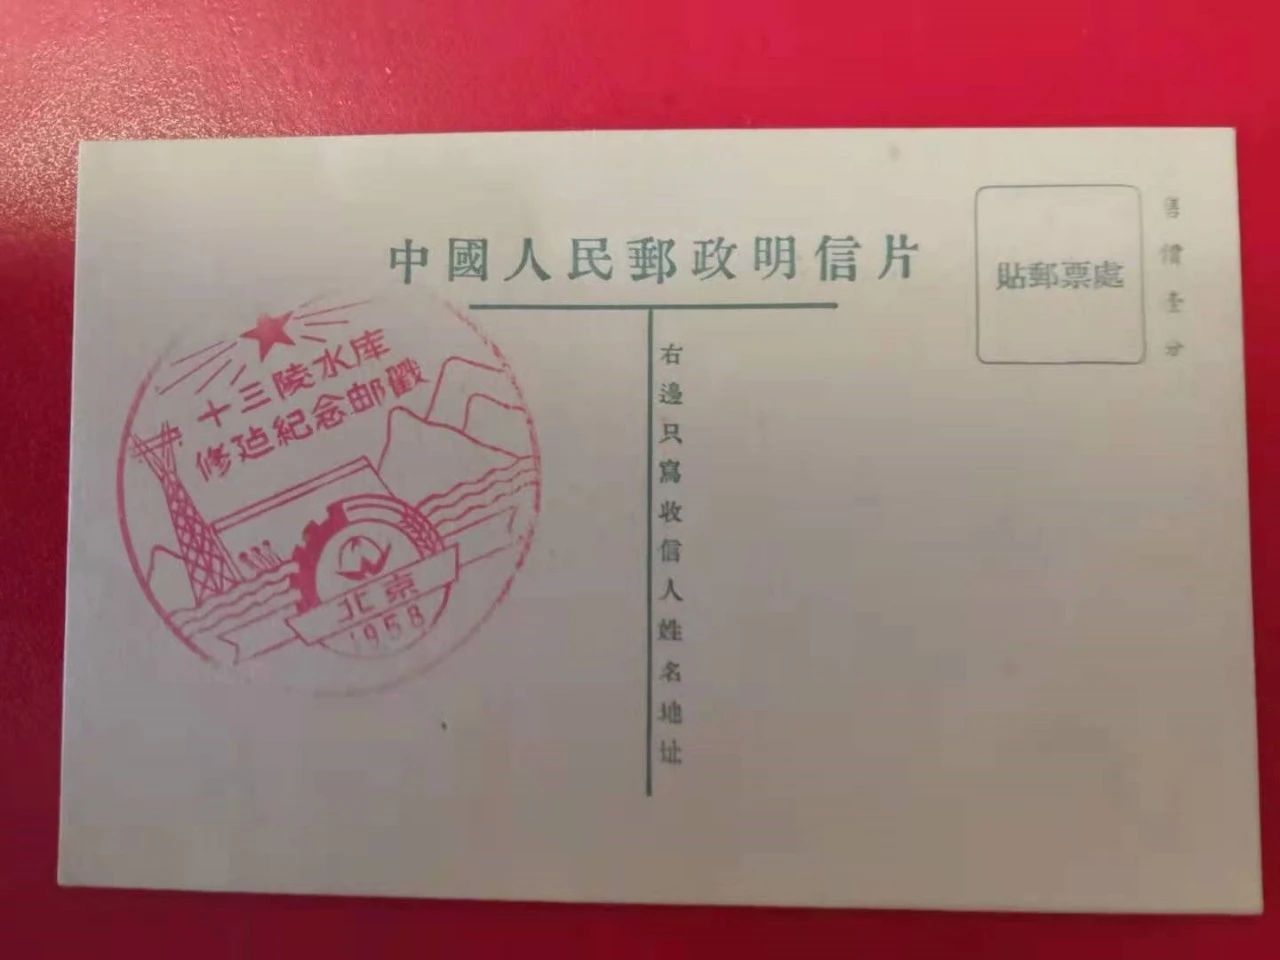 中國人民郵政明信片
貼郵票處
售價壹分
右邊只寫收信人姓名地址
十三陵水库
修建紀念邮戳
北京
1958